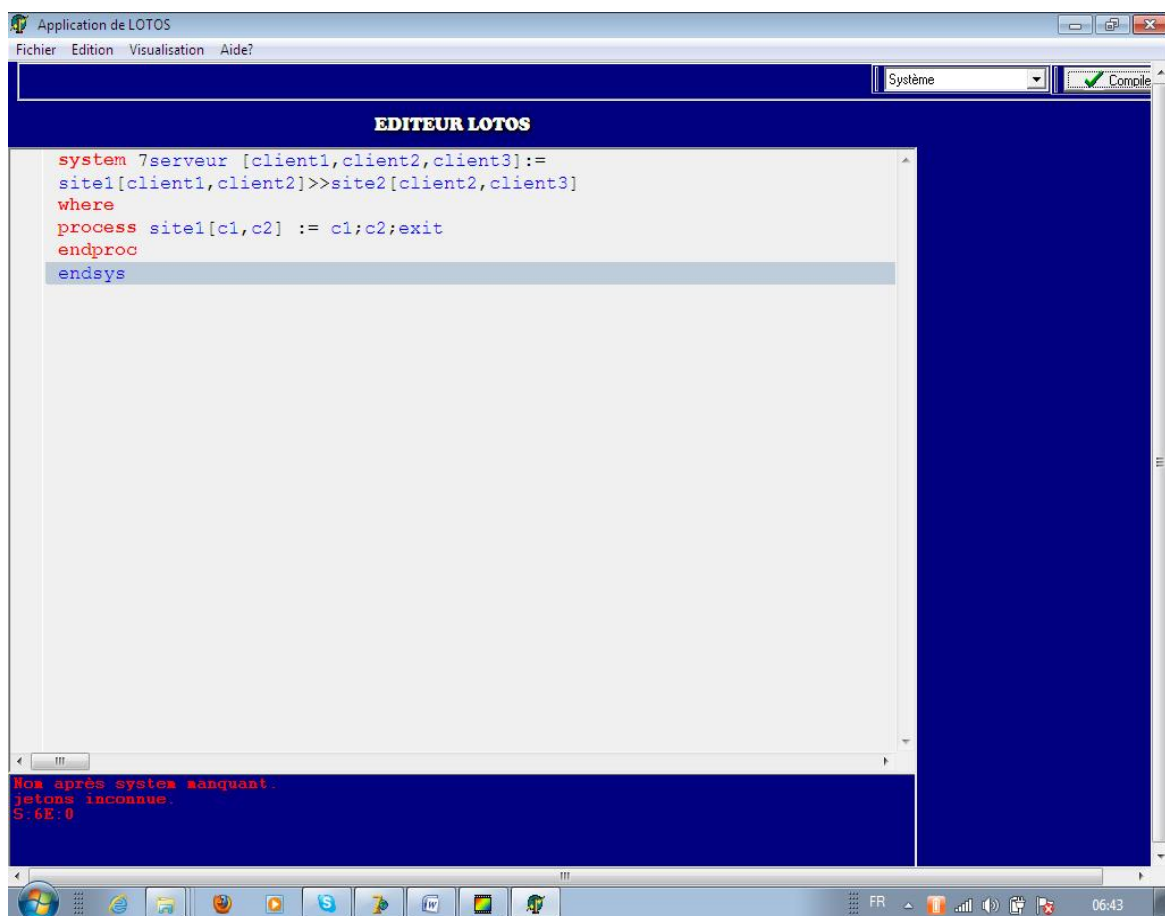 Application de LOTOS
Fichier Edition Visualisation Aide?
Système
Compile
EDITEUR LOTOS
system 7serveur [client1,client2,client3]:=
site1[client1,client2]>>site2[client2,client3]
where
process site1[c1,c2] := c1;c2;exit
endproc
endsys
Nom après system manquant.
jetons inconnue.
S:6E:0
FR 06:43